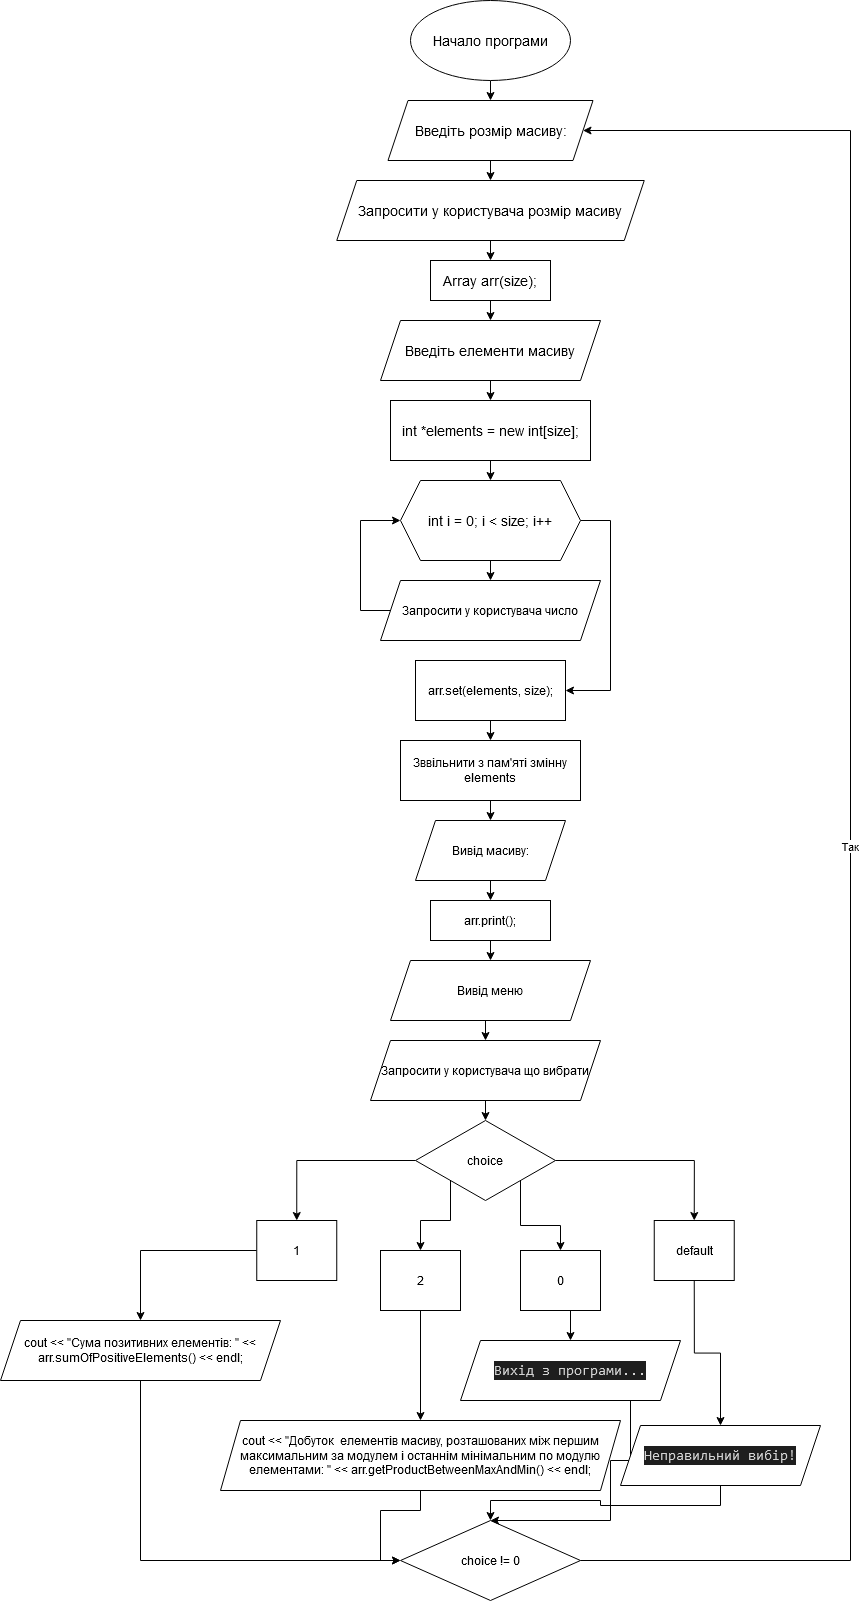 Начало програми
Введіть розмір масиву:
Запросити у користувача розмір масиву
Array arr(size);
Введіть елементи масиву
int *elements = new int[size];
int i = 0; i < size; i++
Запросити у користувача число
arr.set(elements, size);
Зввільнити з пам'яті змінну
elements
Вивід масиву:
Так
arr.print();
Вивід меню
Запросити у користувача що вибрати
choice
1
2
0
default
cout << "Сума позитивних елементів: " <<
arr.sumOfPositiveElements() << endl;
Вихід з програми...
cout << "Добуток  елементів масиву, розташованих між першим
максимальним за модулем і останнім мінімальним по модулю
елементами: " << arr.getProductBetweenMaxAndMin() << endl;
Неправильний вибір!
choice != 0